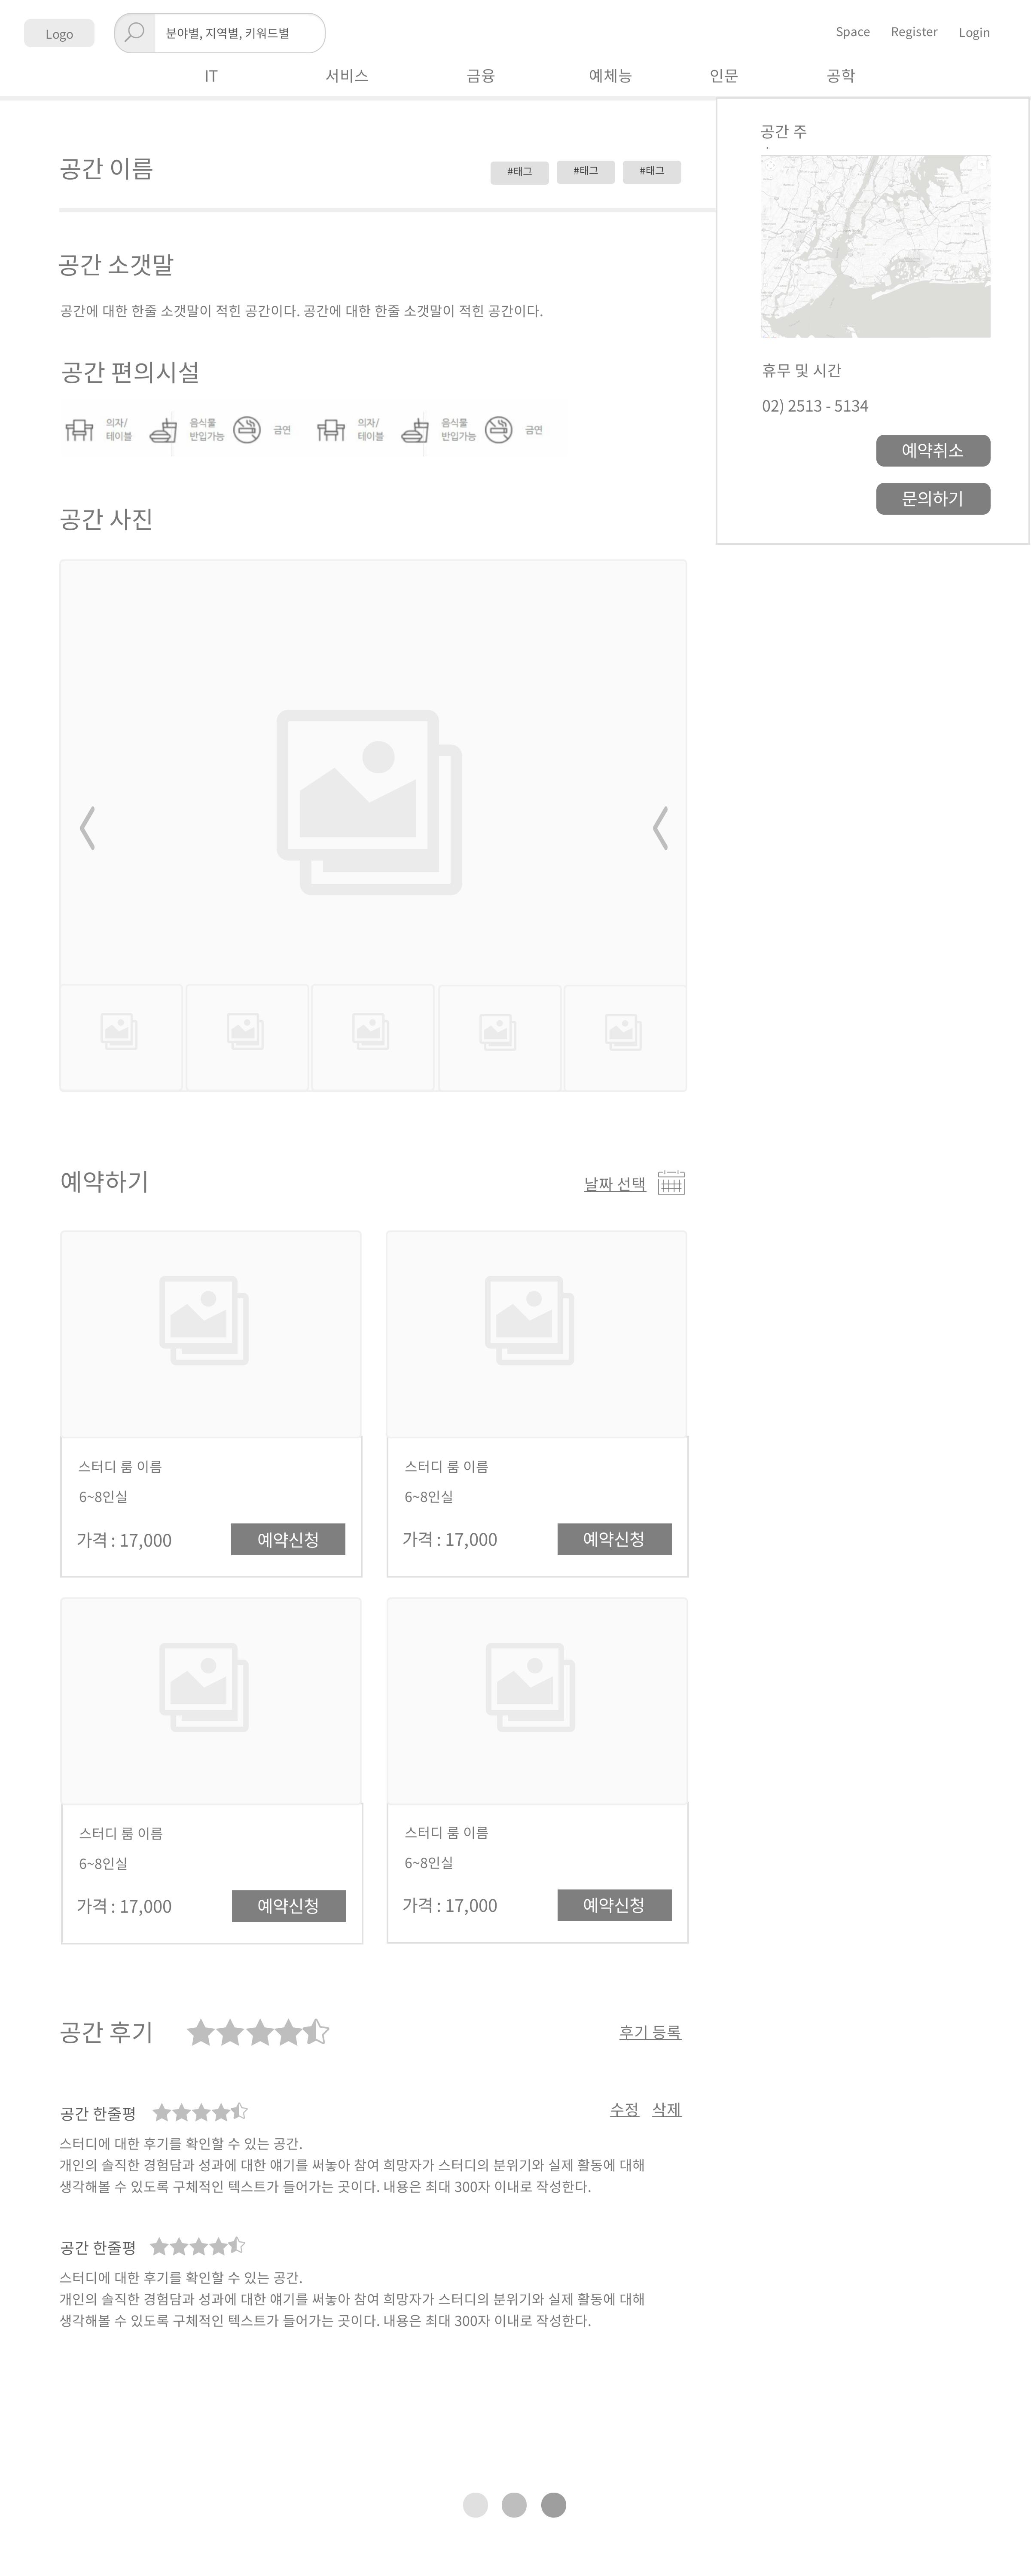 Logo
분야별, 지역별, 키워드별
Space
Register
Login
IT
서비스
금융
예체능
인문
공학
공간 이름
#태그
#태그
#태그
공간 주
공간 소갯말
공간에 대한 한줄 소갯말이 적힌 공간이다. 공간에 대한 한줄 소갯말이 적힌 공간이다.
공간 편의시설
의자/
테이블
음식물
반입가능
금연
의자/
테이블
음식물
반입가능
금연
휴무 및 시간
02) 2513 - 5134
예약취소
문의하기
공간 사진
예약하기
날짜 선택
스터디 룸 이름
6~8인실
가격 : 17,000
예약신청
스터디 룸 이름
6~8인실
가격 : 17,000
예약신청
스터디 룸 이름
6~8인실
가격 : 17,000
예약신청
스터디 룸 이름
6~8인실
가격 : 17,000
예약신청
공간 후기
후기 등록
공간 한줄평
수정
삭제
스터디에 대한 후기를 확인할 수 있는 공간.
개인의 솔직한 경험담과 성과에 대한 얘기를 써놓아 참여 희망자가 스터디의 분위기와 실제 활동에 대해
생각해볼 수 있도록 구체적인 텍스트가 들어가는 곳이다. 내용은 최대 300자 이내로 작성한다.
공간 한줄평
스터디에 대한 후기를 확인할 수 있는 공간.
개인의 솔직한 경험담과 성과에 대한 얘기를 써놓아 참여 희망자가 스터디의 분위기와 실제 활동에 대해
생각해볼 수 있도록 구체적인 텍스트가 들어가는 곳이다. 내용은 최대 300자 이내로 작성한다.